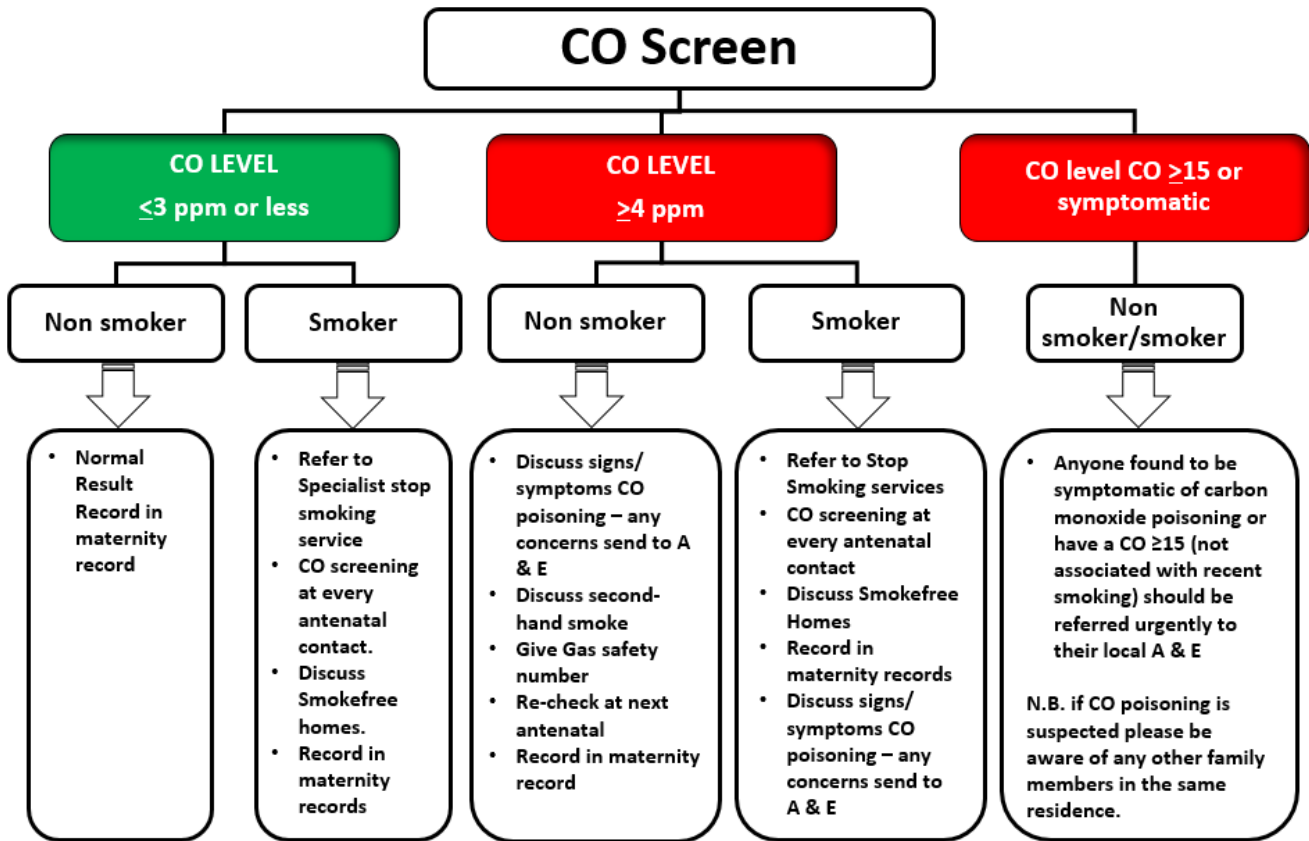 CO Screen
CO LEVEL
≤3 ppm or less
CO LEVEL
≥4 ppm
CO level CO ≥15 or
symptomatic
Non smoker
Smoker
Non smoker
Smoker
Non
smoker/smoker
• Normal
Result
Record in
maternity
record
• Refer to
Specialist stop
smoking
service
• CO screening
at every
antenatal
contact.
• Discuss
Smokefree
homes.
• Record in
maternity
records
• Discuss signs/
symptoms CO
poisoning – any
concerns send to A
& E
• Discuss second-
hand smoke
• Give Gas safety
number
• Re-check at next
antenatal
• Record in maternity
record
• Refer to Stop
Smoking services
• CO screening at
every antenatal
contact
• Discuss Smokefree
Homes
• Record in
maternity records
• Discuss signs/
symptoms CO
poisoning – any
concerns send to
A & E
• Anyone found to be
symptomatic of carbon
monoxide poisoning or
have a CO ≥15 (not
associated with recent
smoking) should be
referred urgently to
their local A & E
N.B. if CO poisoning is
suspected please be
aware of any other family
members in the same
residence.